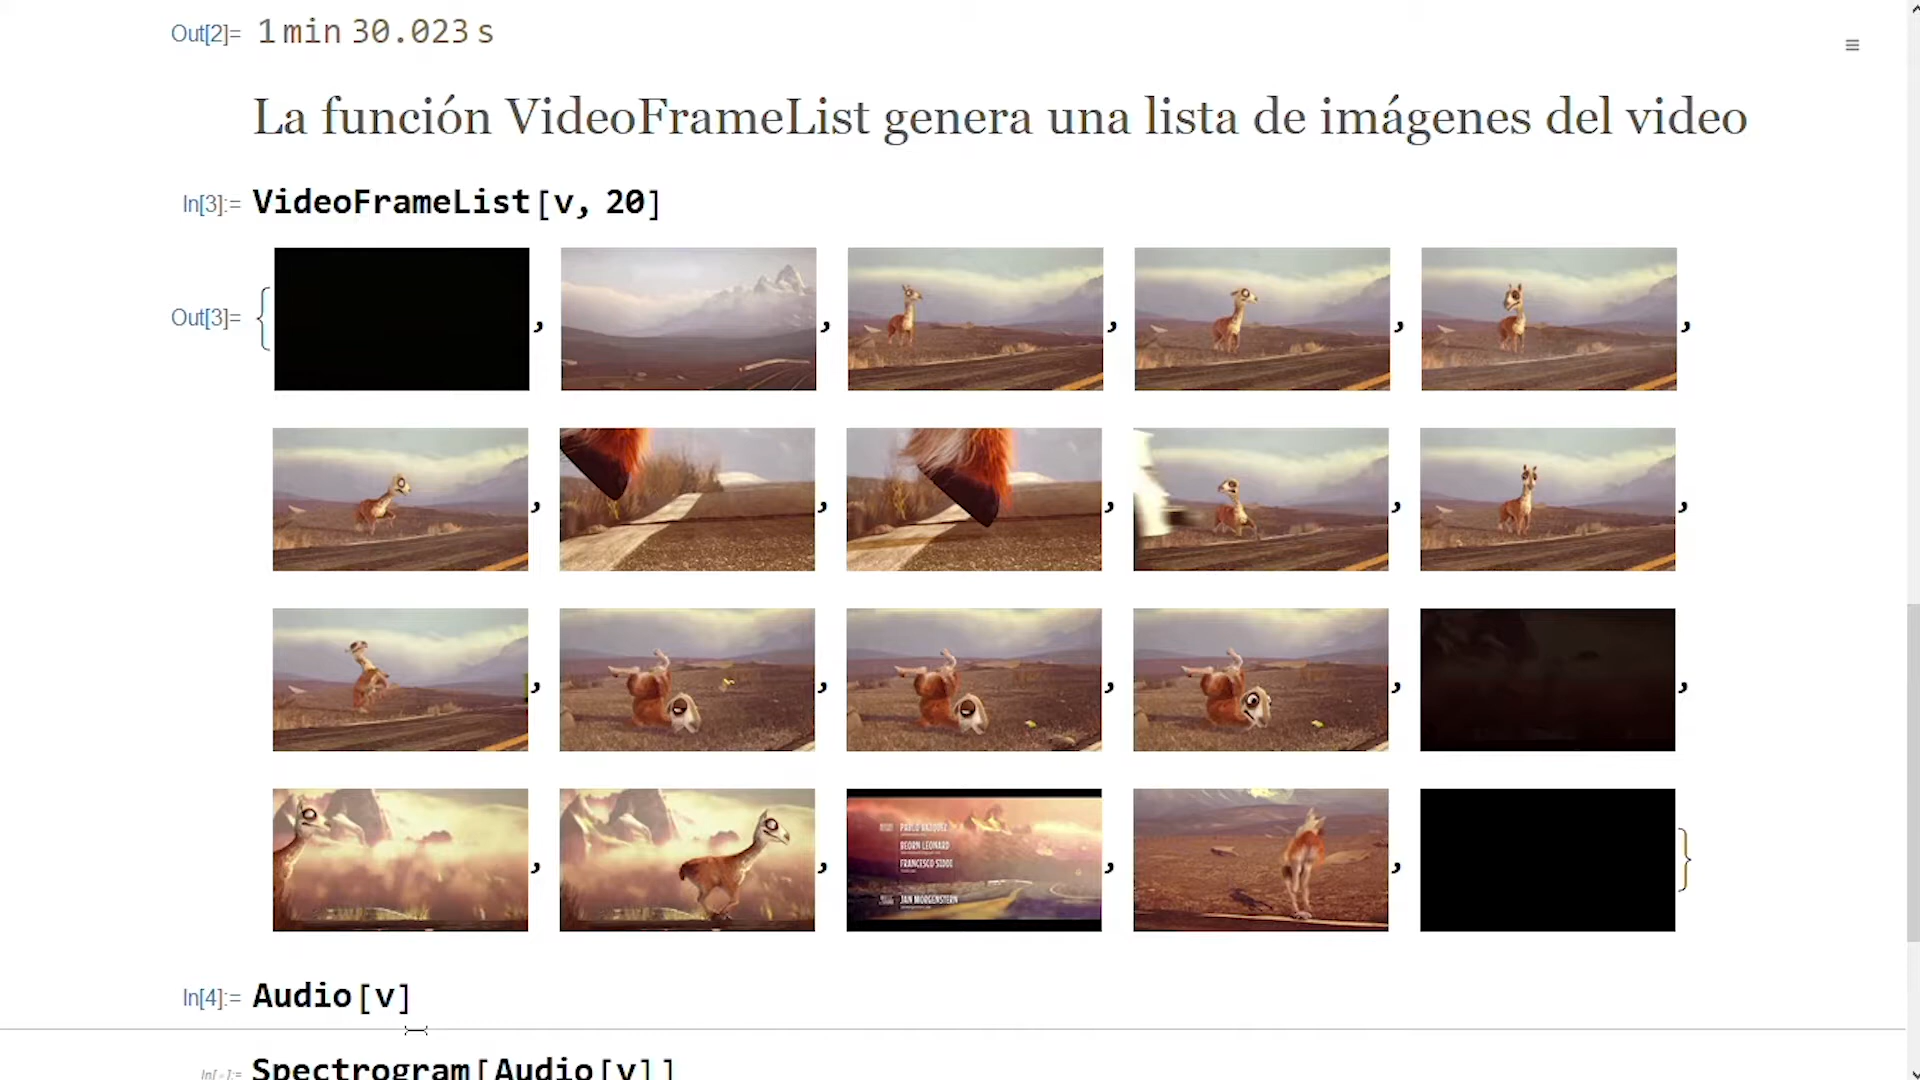 Out[2]= 1 min 30.023 s
La función VideoFrameList genera una lista de imágenes del video
In[3]:= VideoFrameList[v, 20]
Out[3]= { , , , , ,
, , , , ,
, , , , ,
, , , , }
PABLO VAZQUEZ
BEORN LEONARD
FRANCESCO SIDDI
JAN MORGENSTERN
In[4]:= Audio[v]
In[ ]:= Spectrogram[Audio[v]]